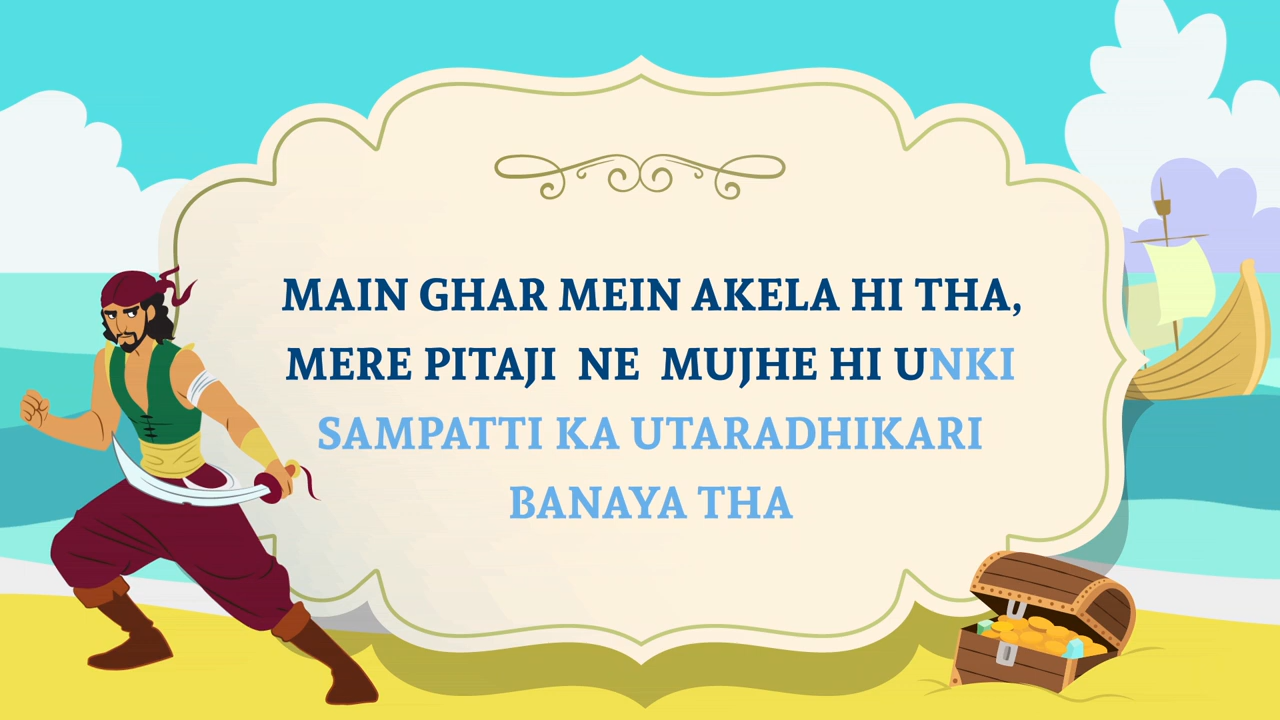 MAIN GHAR MEIN AKELA HI THA,
MERE PITAJI NE MUJHE HI UNKI
SAMPATTI KA UTARADHIKARI
BANAYA THA